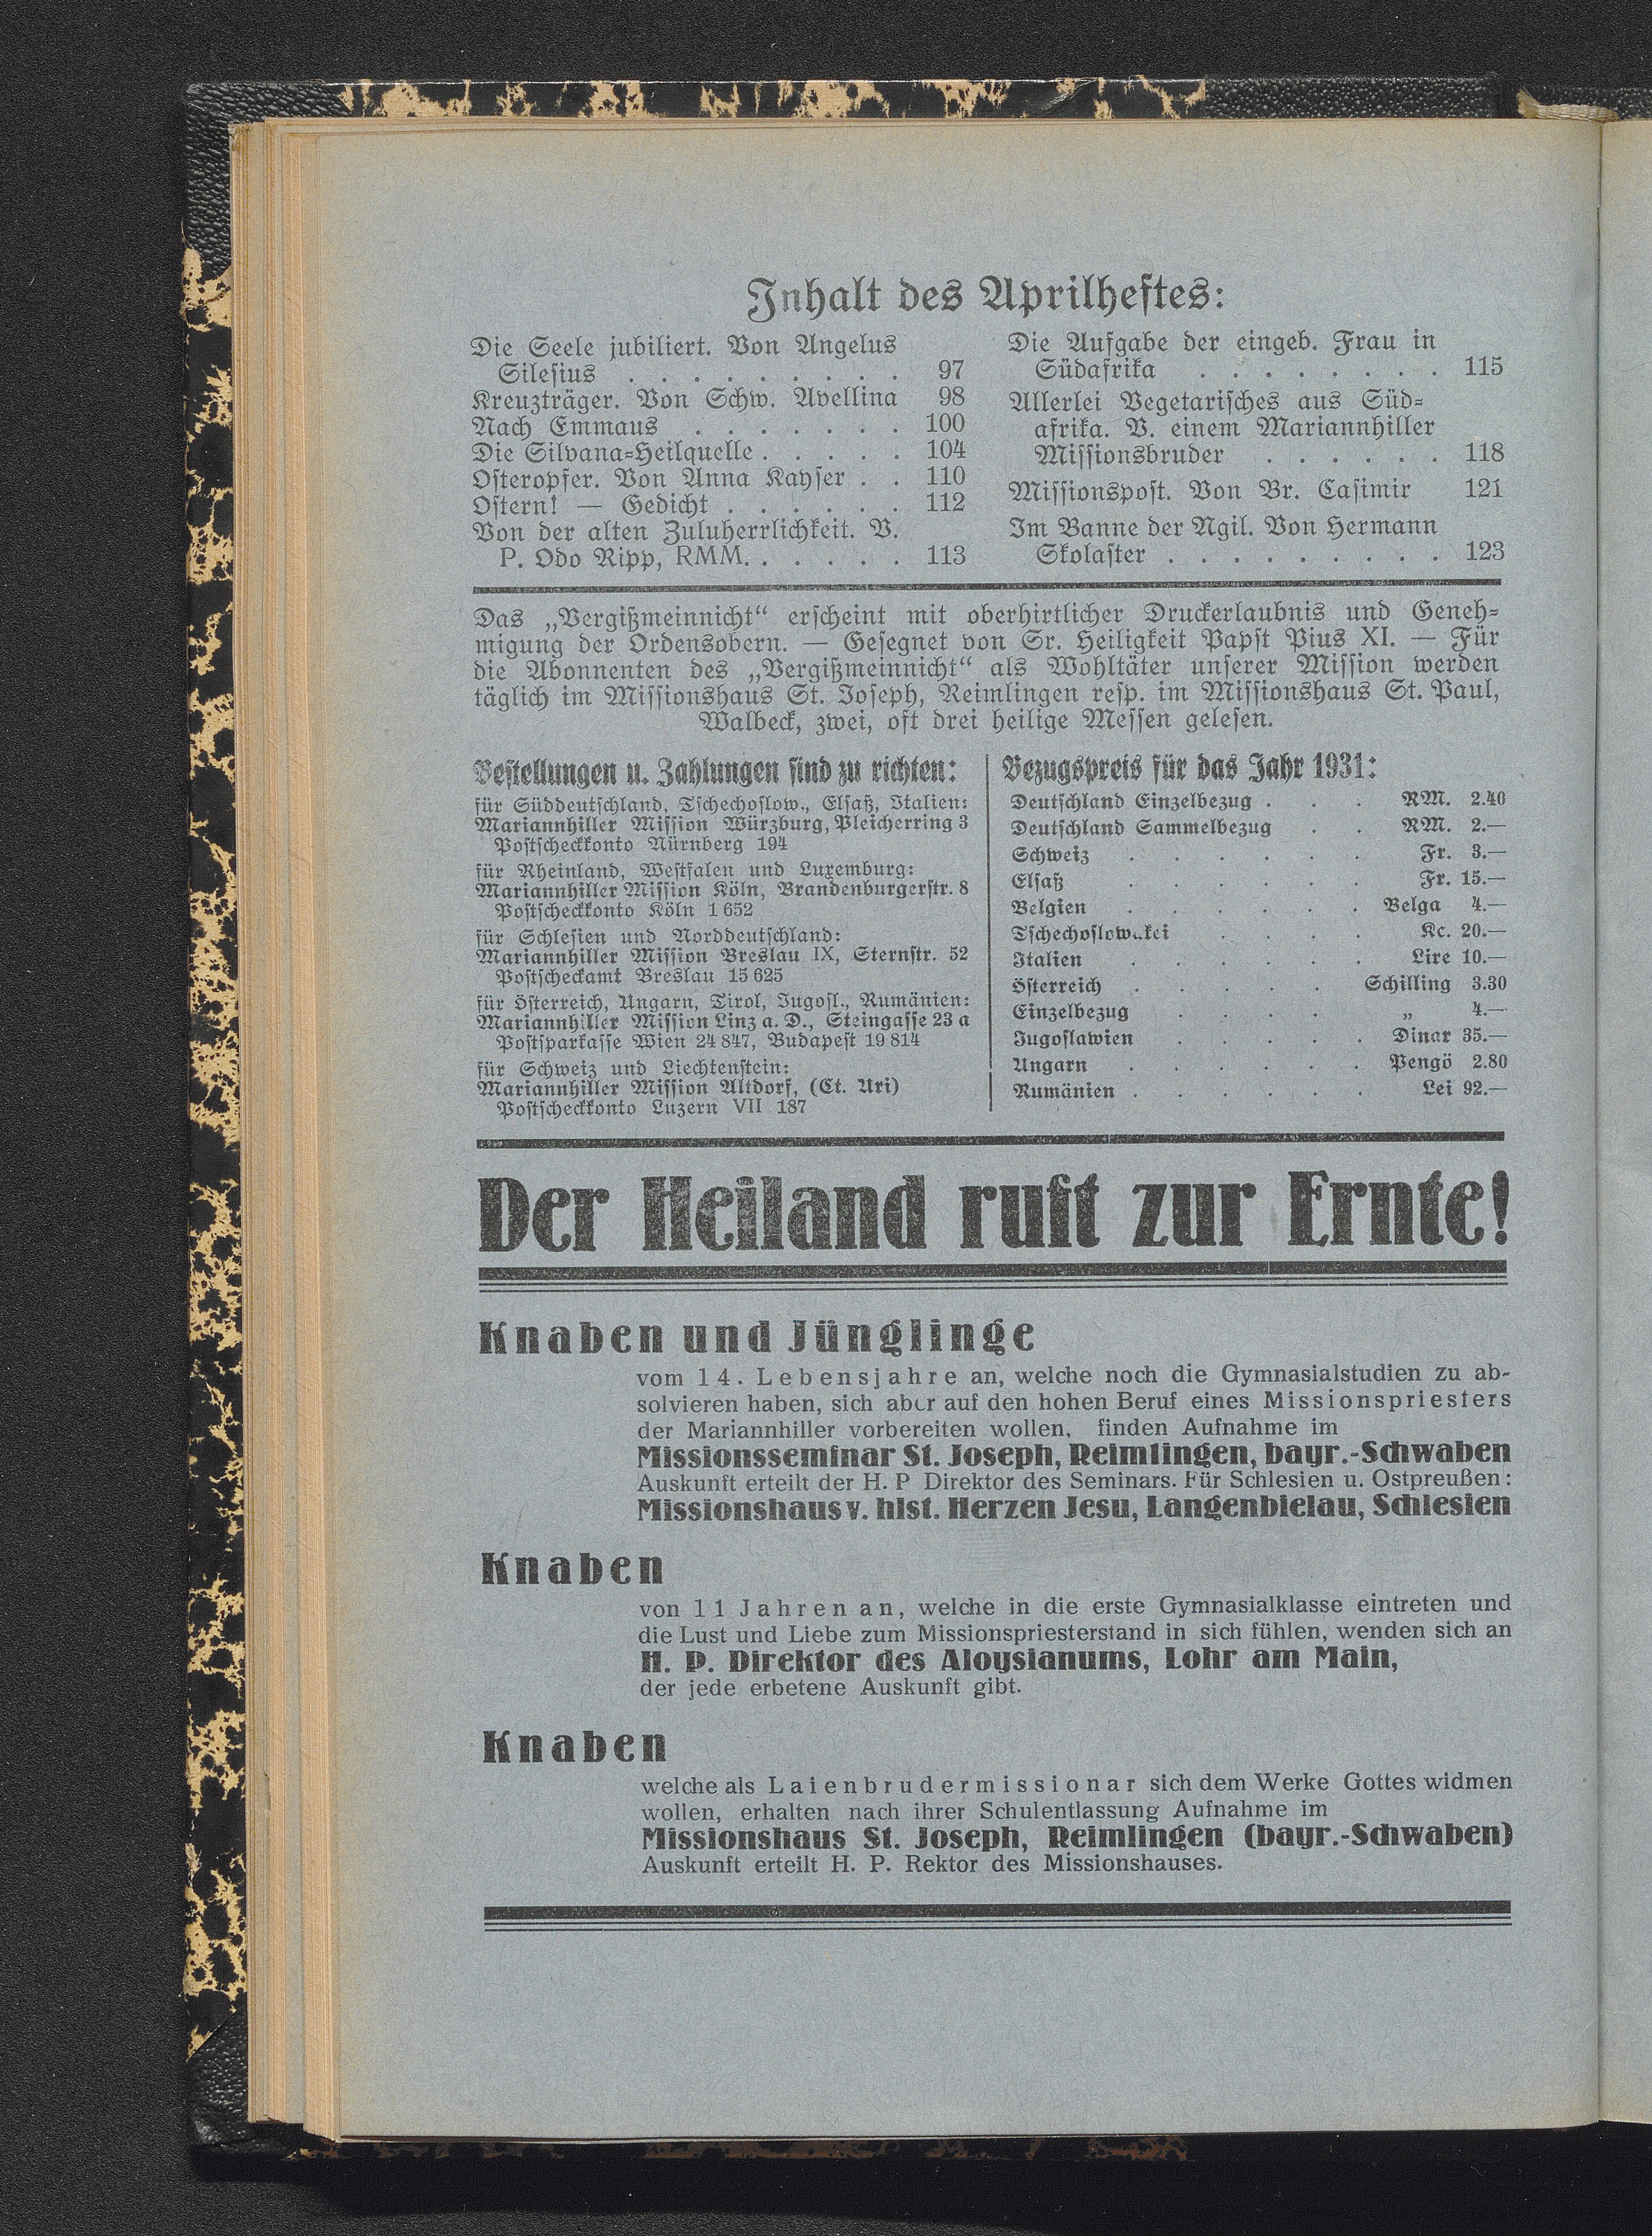 Inhalt des Aprilheftes:
Die Seele jubiliert. Von Angelus
Silesius . . . . . . . . . 97
Kreuzträger. Von Schw. Avellina 98
Nach Emmaus . . . . . . . 100
Die Silvana-Heilquelle . . . . . 104
Osteropfer. Von Anna Kayser . . 110
Ostern! — Gedicht . . . . . . 112
Von der alten Zuluherrlichkeit. V.
P. Odo Ripp, RMM. . . . . . 113
Die Aufgabe der eingeb. Frau in
Südafrika . . . . . . . . 115
Allerlei Vegetarisches aus Süd-
afrika. V. einem Mariannhiller
Missionsbruder . . . . . . 118
Missionspost. Von Br. Casimir 121
Im Banne der Ngil. Von Hermann
Skolaster . . . . . . . . . 123
Das „Vergißmeinnicht“ erscheint mit oberhirtlicher Druckerlaubnis und Geneh-
migung der Ordensobern. — Gesegnet von Sr. Heiligkeit Papst Pius XI. — Für
die Abonnenten des „Vergißmeinnicht“ als Wohltäter unserer Mission werden
täglich im Missionshaus St. Joseph, Reimlingen resp. im Missionshaus St. Paul,
Walbeck, zwei, oft drei heilige Messen gelesen.
Bestellungen u. Zahlungen sind zu richten:
für Süddeutschland, Tschechoslow., Elsaß, Italien:
Mariannhiller Mission Würzburg, Pleicherring 3
Postscheckkonto Nürnberg 194
für Rheinland, Westfalen und Luxemburg:
Mariannhiller Mission Köln, Brandenburgerstr. 8
Postscheckkonto Köln 1 652
für Schlesien und Norddeutschland:
Mariannhiller Mission Breslau IX, Sternstr. 52
Postscheckamt Breslau 15 625
für Österreich, Ungarn, Tirol, Jugosl., Rumänien:
Mariannhiller Mission Linz a. D., Steingasse 23 a
Postsparkasse Wien 24 847, Budapest 19 814
für Schweiz und Liechtenstein:
Mariannhiller Mission Altdorf, (Ct. Uri)
Postscheckkonto Luzern VII 187
Bezugspreis für das Jahr 1931:
Deutschland Einzelbezug . . . RM. 2.40
Deutschland Sammelbezug . . RM. 2.—
Schweiz . . . . . . Fr. 3.—
Elsaß . . . . . . Fr. 15.—
Belgien . . . . . . Belga 4.—
Tschechoslowakei . . . . Kc. 20.—
Italien . . . . . . Lire 10.—
Österreich . . . . . Schilling 3.30
Einzelbezug . . . . „ 4.—
Jugoslawien . . . . . Dinar 35.—
Ungarn . . . . . . Pengö 2.80
Rumänien . . . . . . Lei 92.—
Der Heiland ruft zur Ernte!
Knaben und Jünglinge
vom 14. Lebensjahre an, welche noch die Gymnasialstudien zu ab-
solvieren haben, sich aber auf den hohen Beruf eines Missionspriesters
der Mariannhiller vorbereiten wollen, finden Aufnahme im
Missionsseminar St. Joseph, Reimlingen, bayr.-Schwaben
Auskunft erteilt der H. P Direktor des Seminars. Für Schlesien u. Ostpreußen:
Missionshaus v. hlst. Herzen Jesu, Langenbielau, Schlesien
Knaben
von 11 Jahren an, welche in die erste Gymnasialklasse eintreten und
die Lust und Liebe zum Missionspriesterstand in sich fühlen, wenden sich an
H. P. Direktor des Aloysianums, Lohr am Main,
der jede erbetene Auskunft gibt.
Knaben
welche als Laienbrudermissionar sich dem Werke Gottes widmen
wollen, erhalten nach ihrer Schulentlassung Aufnahme im
Missionshaus St. Joseph, Reimlingen (bayr.-Schwaben)
Auskunft erteilt H. P. Rektor des Missionshauses.